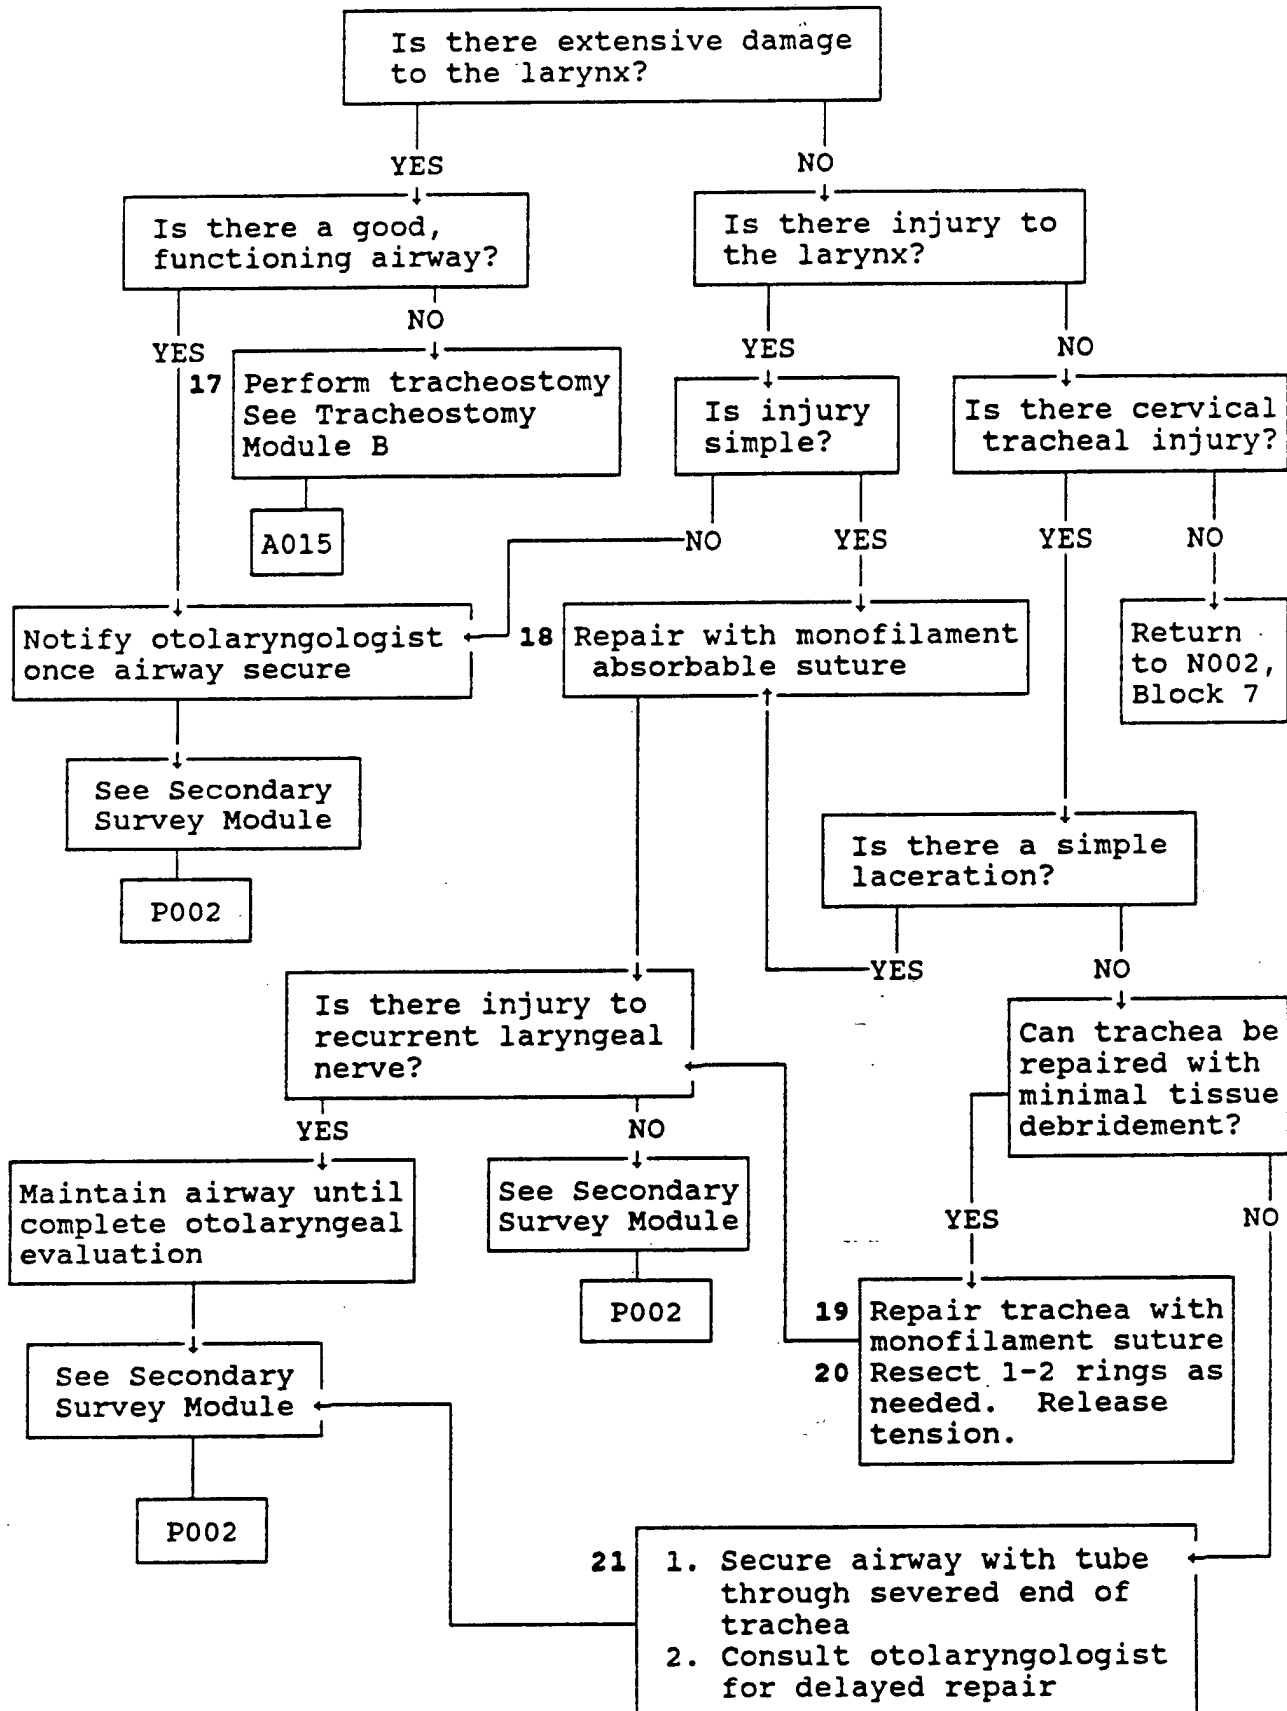 Is there extensive damage
to the larynx?
YES
NO
Is there a good,
functioning airway?
Is there injury to
the larynx?
YES
NO
YES
NO
17 Perform tracheostomy
See Tracheostomy
Module B
Is injury
simple?
Is there cervical
tracheal injury?
A015
NO
YES
YES
NO
Notify otolaryngologist
once airway secure
18 Repair with monofilament
absorbable suture
Return
to N002,
Block 7
See Secondary
Survey Module
P002
Is there a simple
laceration?
YES
NO
Is there injury to
recurrent laryngeal
nerve?
Can trachea be
repaired with
minimal tissue
debridement?
YES
NO
Maintain airway until
complete otolaryngeal
evaluation
See Secondary
Survey Module
YES
NO
P002
19 Repair trachea with
monofilament suture
20 Resect 1-2 rings as
needed. Release
tension.
See Secondary
Survey Module
P002
21 1. Secure airway with tube
through severed end of
trachea
2. Consult otolaryngologist
for delayed repair